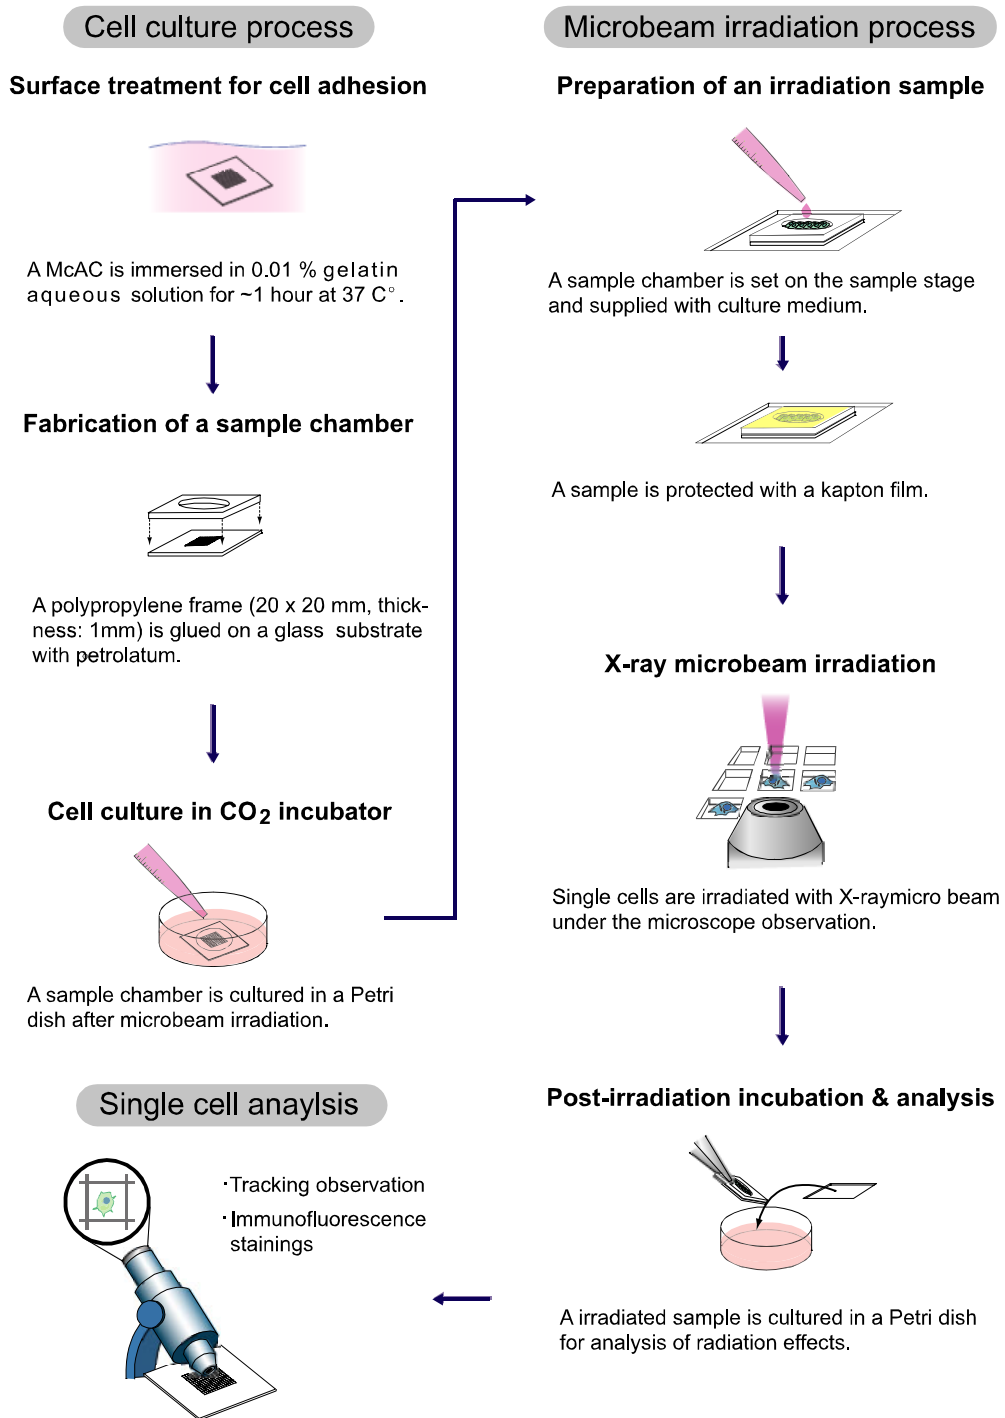 Cell culture process
Surface treatment for cell adhesion
A McAC is immersed in 0.01 % gelatin
aqueous solution for ~1 hour at 37 C°.
Fabrication of a sample chamber
A polypropylene frame (20 x 20 mm, thick-
ness: 1mm) is glued on a glass substrate
with petrolatum.
Cell culture in CO2 incubator
A sample chamber is cultured in a Petri
dish after microbeam irradiation.
Microbeam irradiation process
Preparation of an irradiation sample
A sample chamber is set on the sample stage
and supplied with culture medium.
A sample is protected with a kapton film.
X-ray microbeam irradiation
Single cells are irradiated with X-raymicro beam
under the microscope observation.
Post-irradiation incubation & analysis
A irradiated sample is cultured in a Petri dish
for analysis of radiation effects.
Single cell anaylsis
·Tracking observation
·Immunofluorescence
stainings